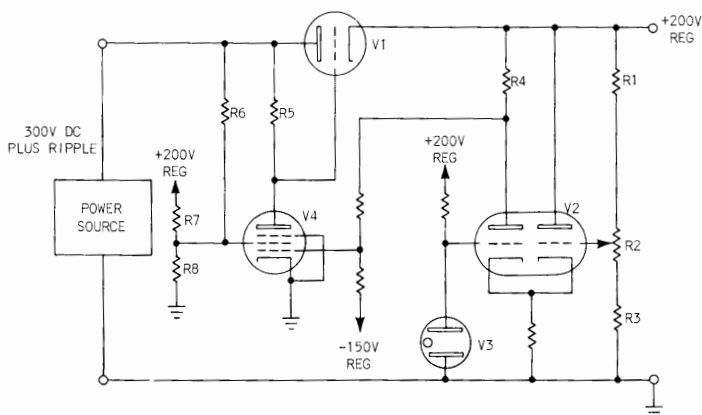 +200V
REG
V1
R4
R1
R6
R5
300V DC
PLUS RIPPLE
+200V
REG
+200V
REG
POWER
SOURCE
R7
V4
V2
R2
R8
R3
V3
-150V
REG